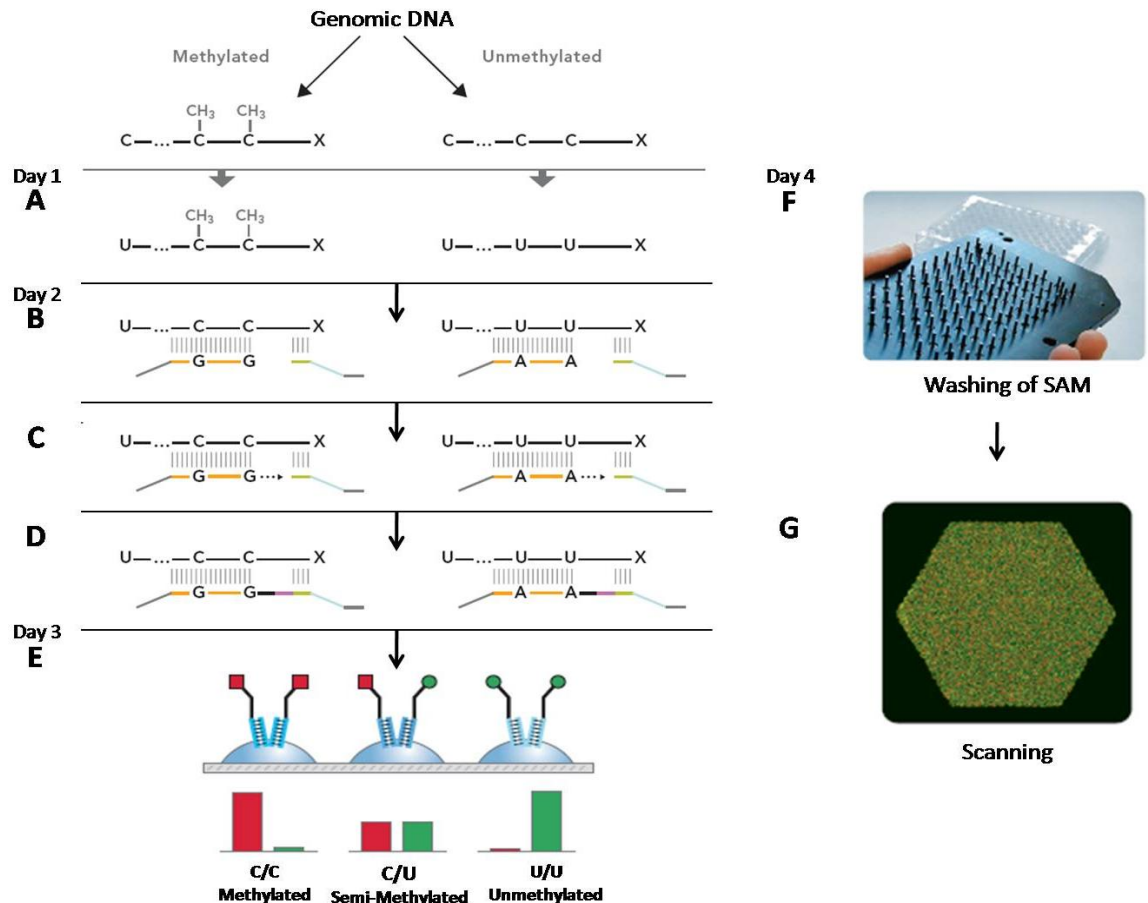 Genomic DNA
Methylated
Unmethylated
CH3 CH3
C—...—C—C—X
C—...—C—C—X
Day 1
A
CH3 CH3
U—...—C—C—X
U—...—U—U—X
Day 2
B
U—...—C—C—X
G G
U—...—U—U—X
A A
C
U—...—C—C—X
G G
U—...—U—U—X
A A
D
U—...—C—C—X
G G
U—...—U—U—X
A A
Day 3
E
C/C
Methylated
C/U
Semi-Methylated
U/U
Unmethylated
Day 4
F
Washing of SAM
G
Scanning